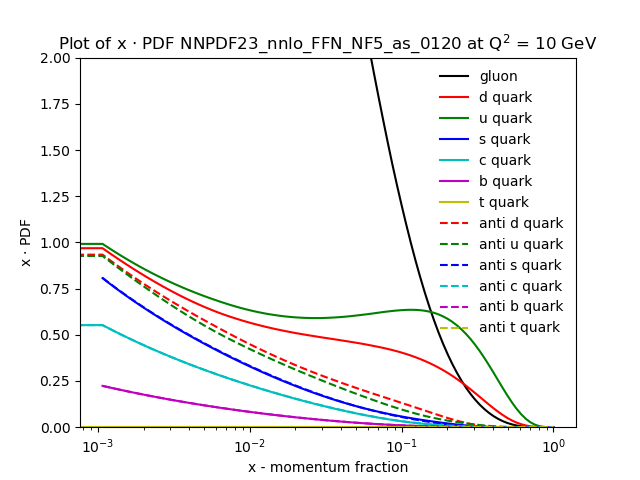 Plot of x · PDF NNPDF23_nnlo_FFN_NF5_as_0120 at Q² = 10 GeV
2.00
1.75
1.50
1.25
1.00
0.75
0.50
0.25
0.00
x · PDF
gluon
d quark
u quark
s quark
c quark
b quark
t quark
anti d quark
anti u quark
anti s quark
anti c quark
anti b quark
anti t quark
10⁻³ 10⁻² 10⁻¹ 10⁰
x - momentum fraction